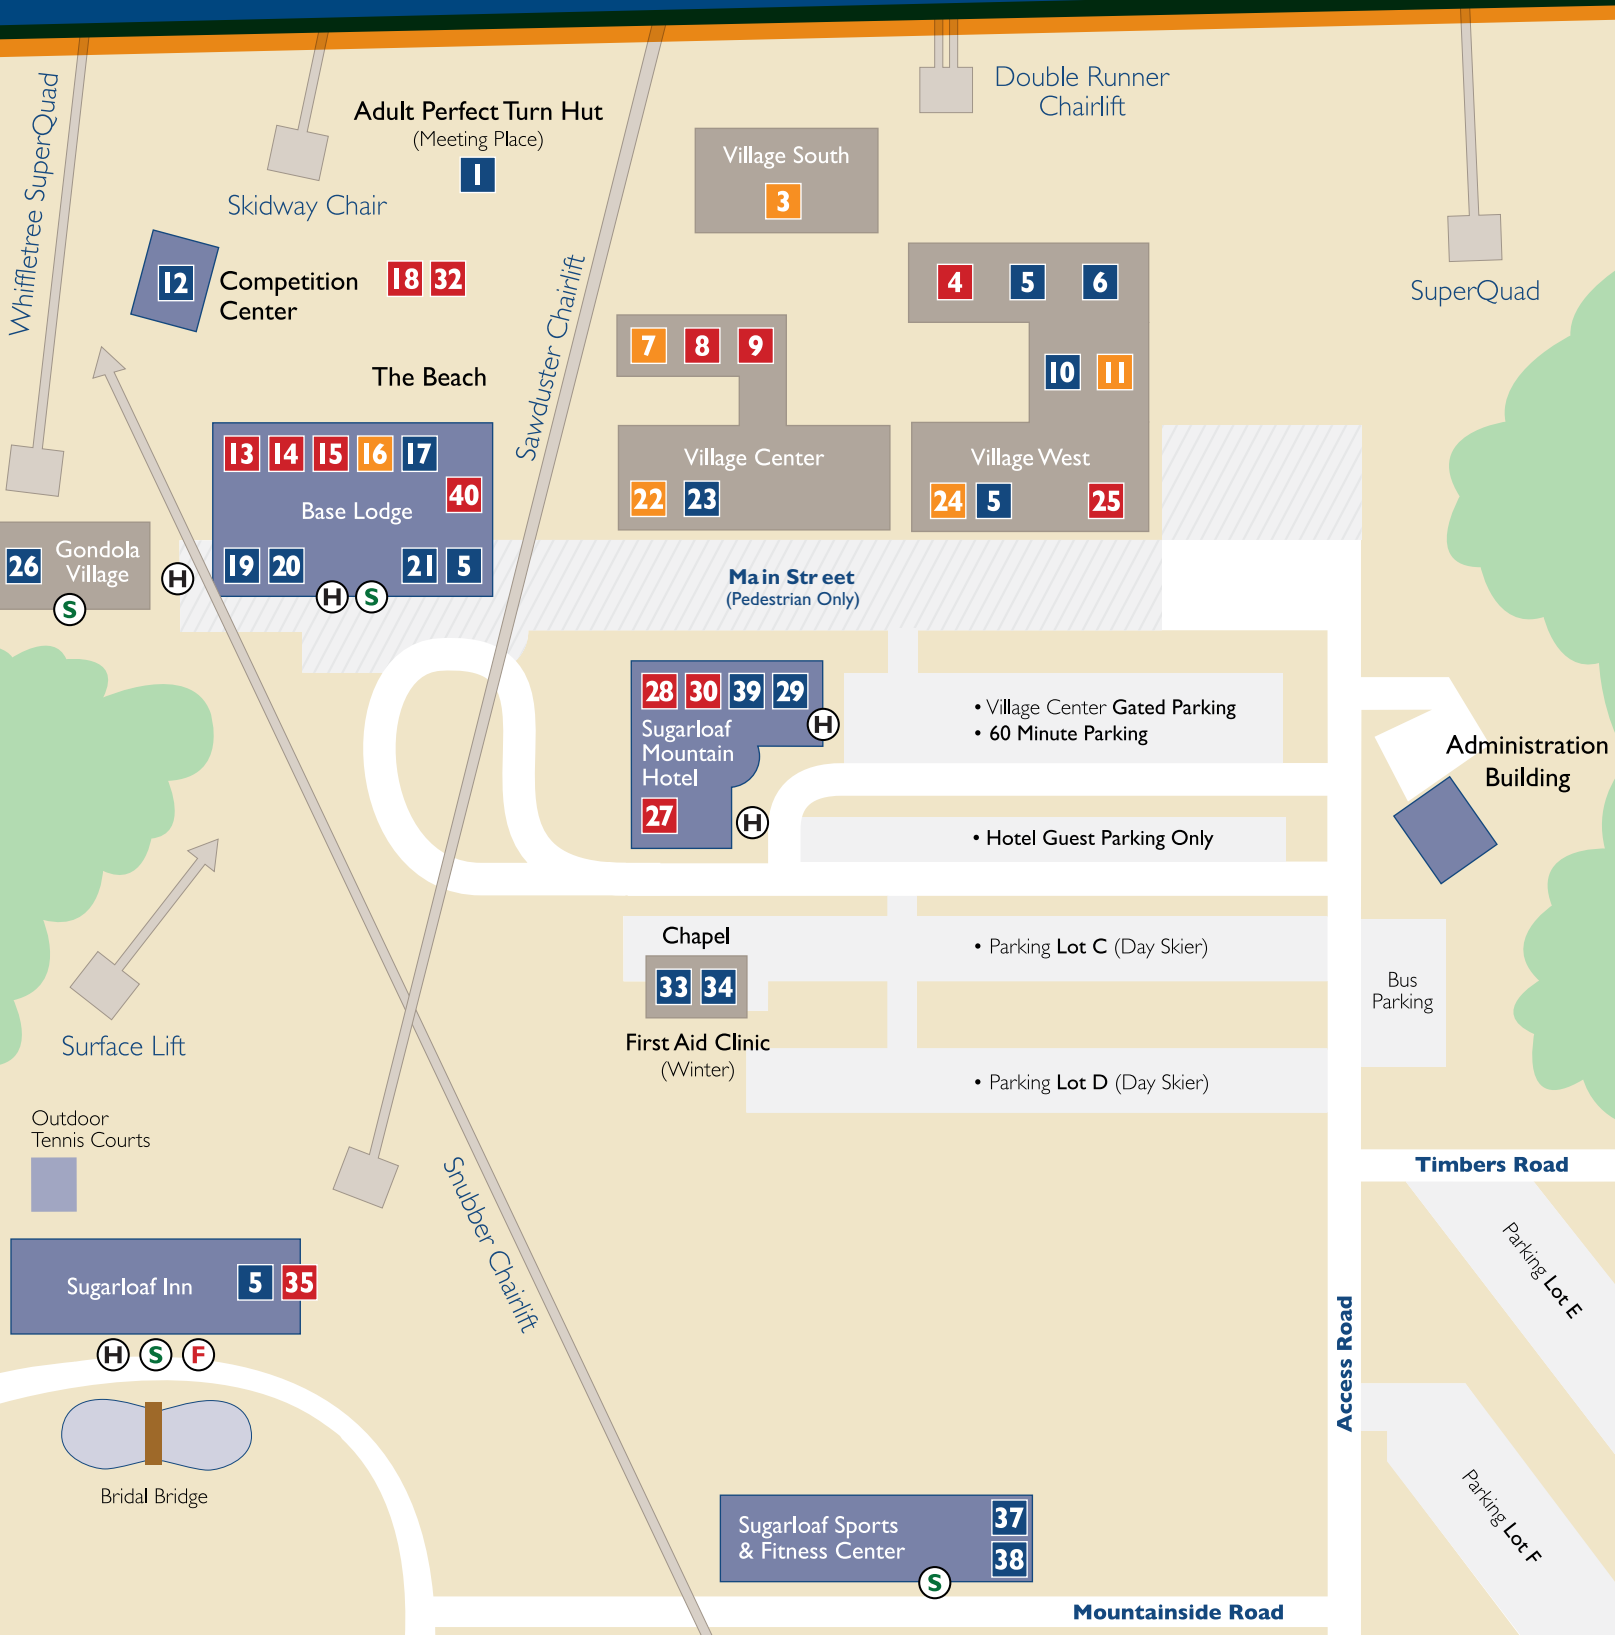 Whiffletree SuperQuad
Skidway Chair
Adult Perfect Turn Hut
(Meeting Place)
1
Sawduster Chairlift
Double Runner
Chairlift
Village South
3
SuperQuad
12
Competition
Center
18 32
The Beach
4 5 6
10 11
Village West
24 5 25
7 8 9
Village Center
22 23
13 14 15 16 17
40
Base Lodge
19 20 21 5
H S
26
Gondola
Village
S
H
Main Street
(Pedestrian Only)
28 30 39 29
Sugarloaf
Mountain
Hotel
27
H
H
• Village Center Gated Parking
• 60 Minute Parking
• Hotel Guest Parking Only
Administration
Building
Chapel
33 34
First Aid Clinic
(Winter)
• Parking Lot C (Day Skier)
• Parking Lot D (Day Skier)
Bus
Parking
Surface Lift
Outdoor
Tennis Courts
Snubber Chairlift
Timbers Road
Parking Lot E
Access Road
Parking Lot F
Sugarloaf Inn
5 35
H S F
Bridal Bridge
Sugarloaf Sports
& Fitness Center
37
38
S
Mountainside Road